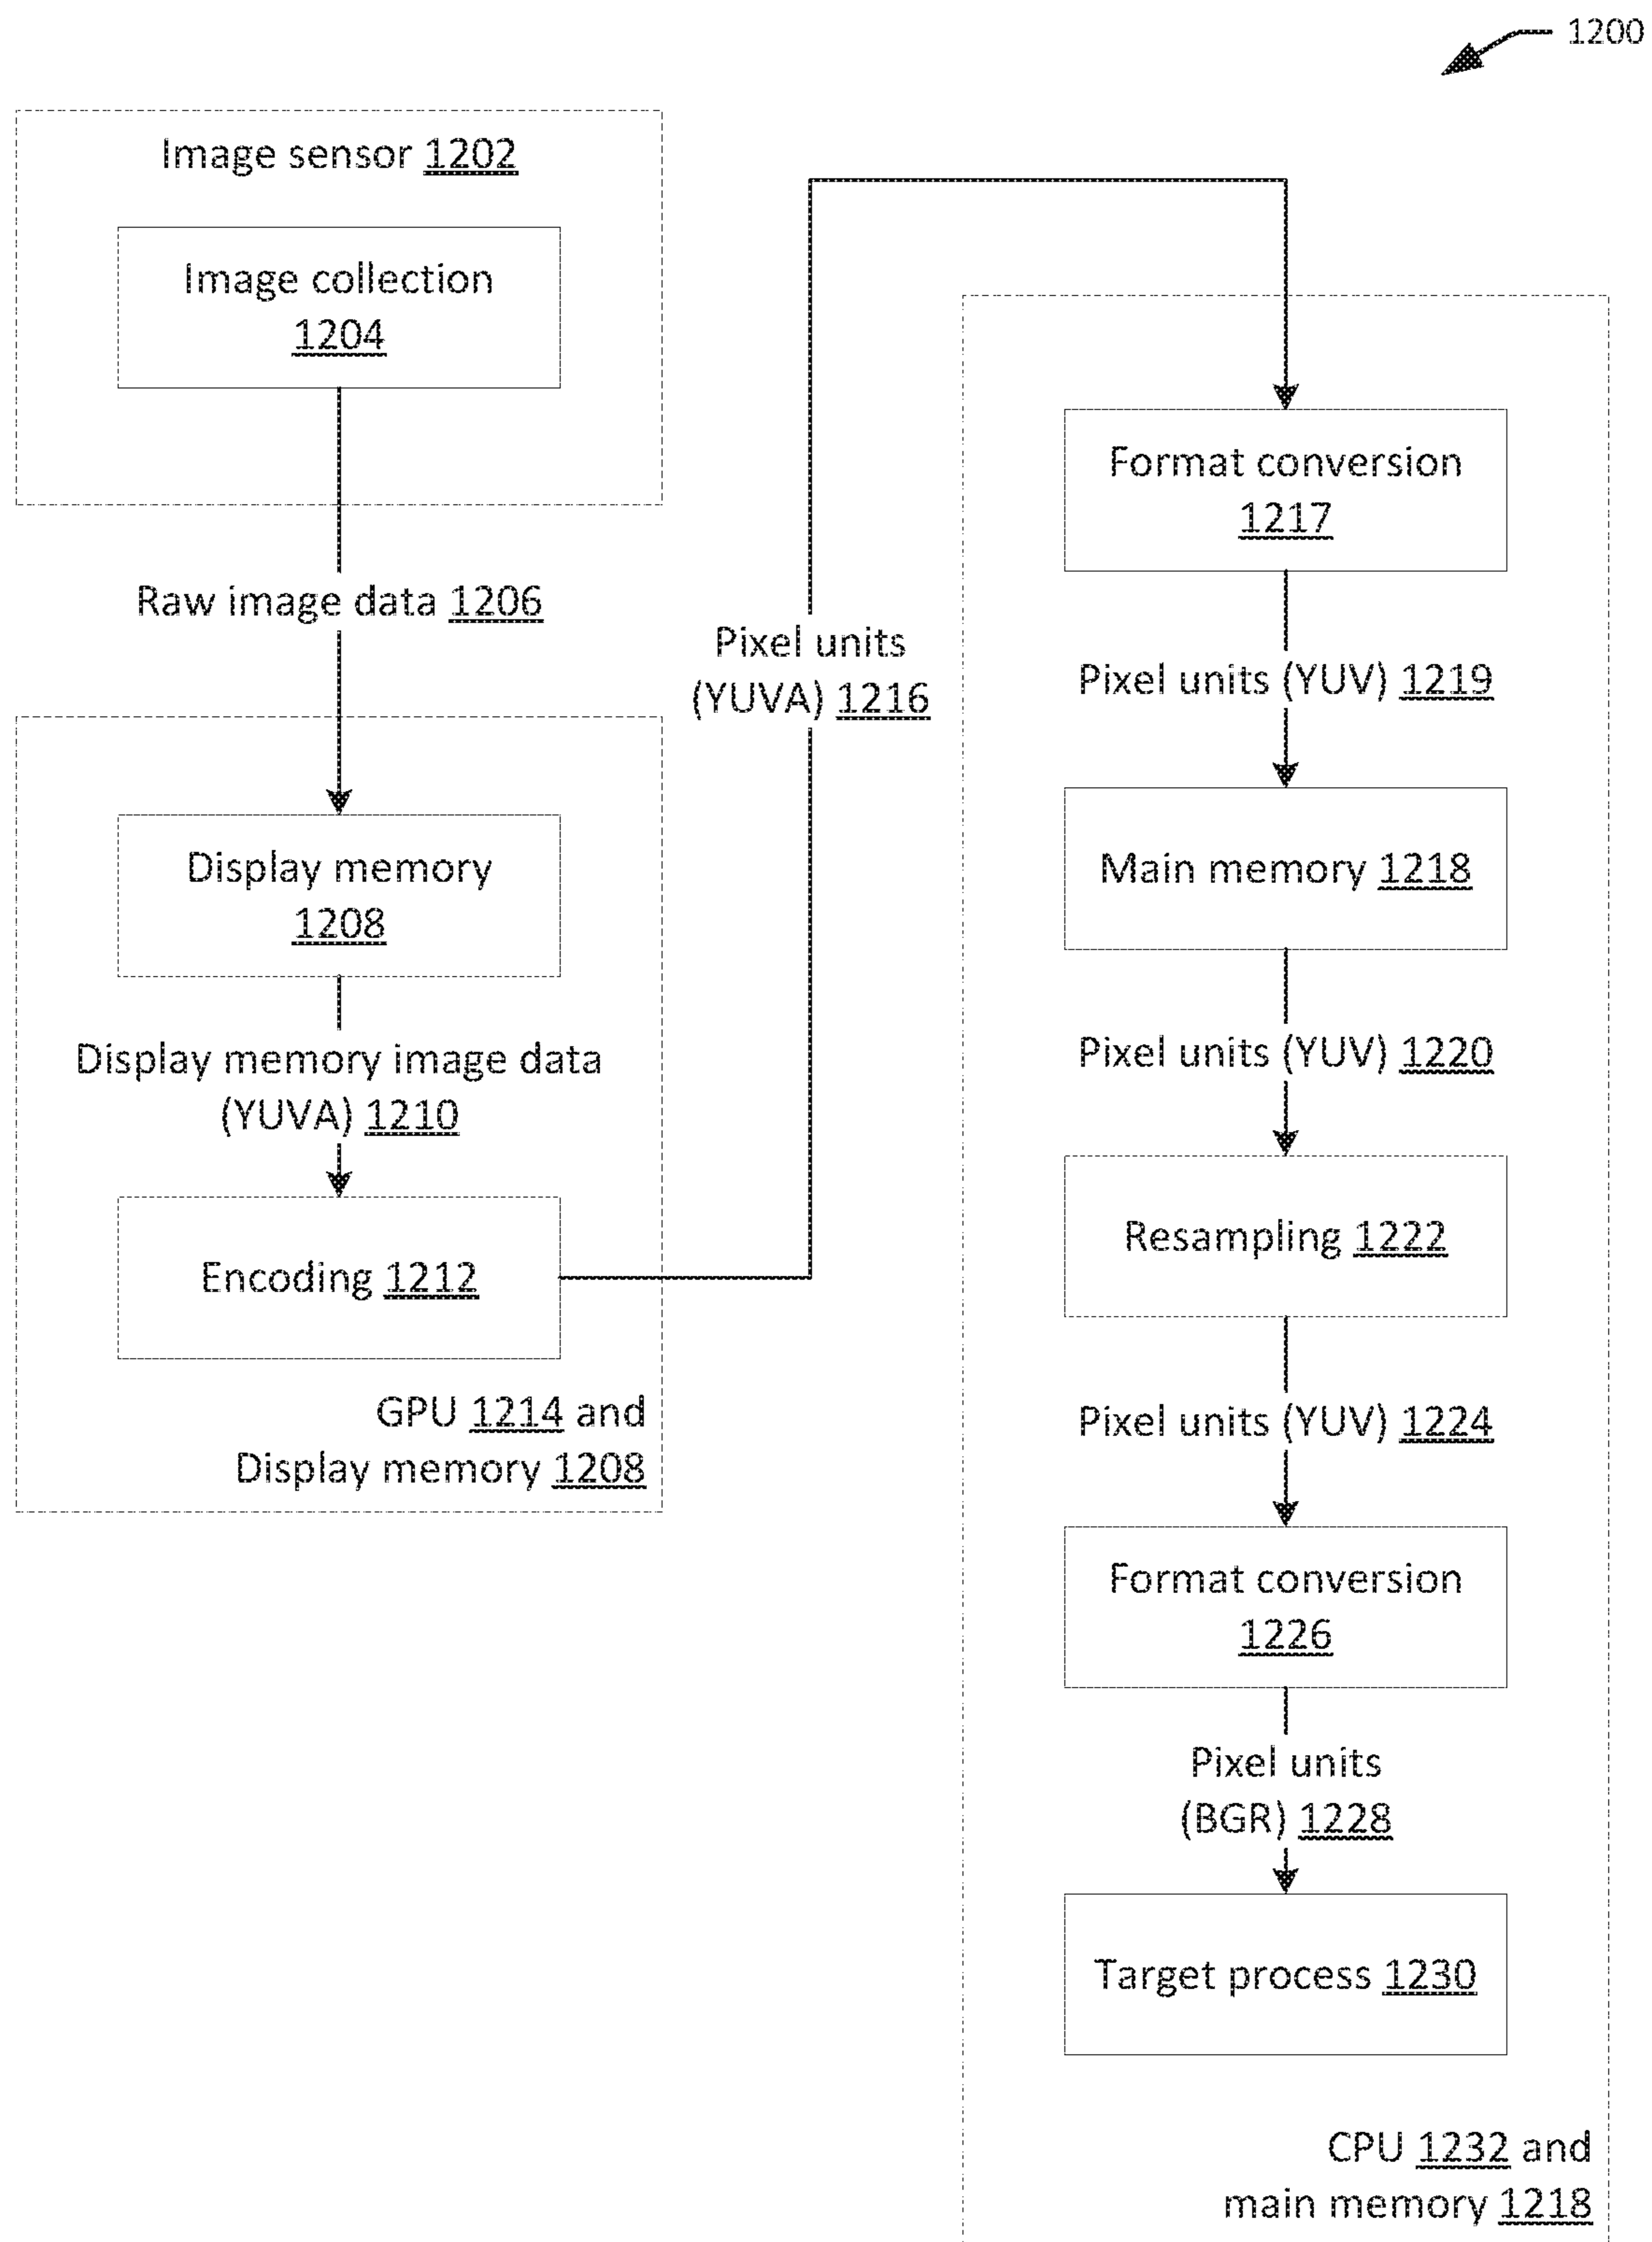 1200
Image sensor 1202
Image collection
1204
Raw image data 1206
Display memory
1208
Display memory image data
(YUVA) 1210
Encoding 1212
GPU 1214 and
Display memory 1208
Pixel units
(YUVA) 1216
Format conversion
1217
Pixel units (YUV) 1219
Main memory 1218
Pixel units (YUV) 1220
Resampling 1222
Pixel units (YUV) 1224
Format conversion
1226
Pixel units
(BGR) 1228
Target process 1230
CPU 1232 and
main memory 1218